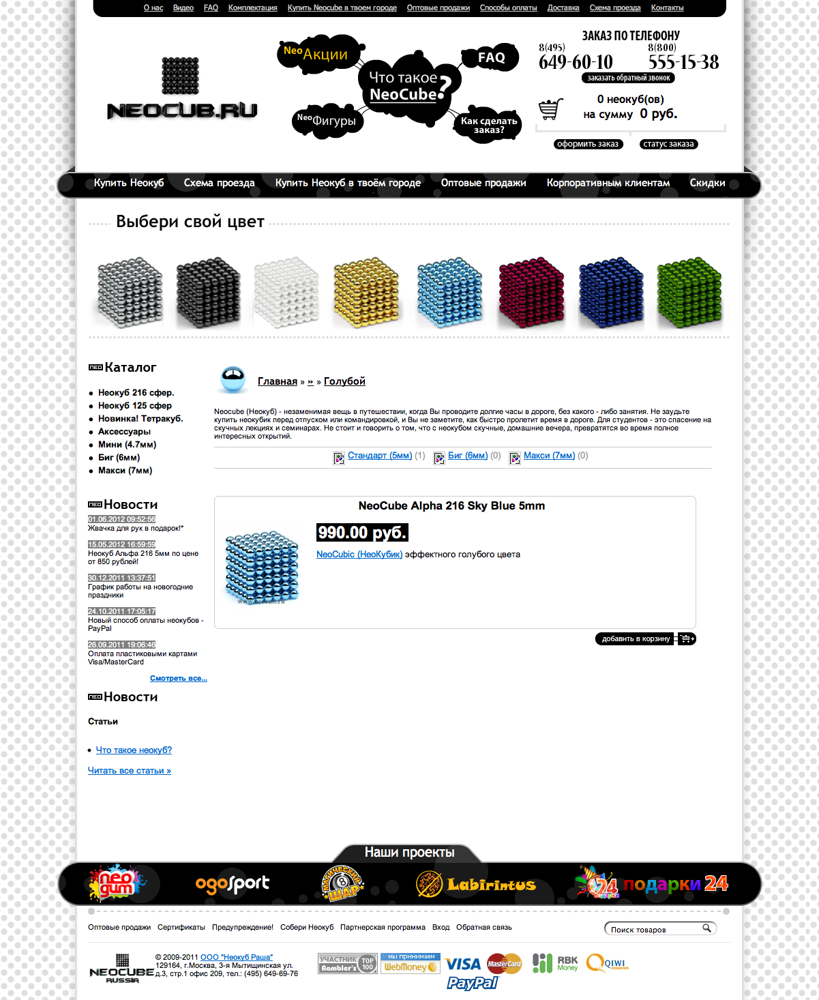 О нас Видео FAQ Комплектация Купить Neocube в твоем городе Оптовые продажи Способы оплаты Доставка Схема проезда Контакты
NEOCUB.RU
Neo Акции
Что такое
NeoCube?
FAQ
Neo Фигуры
Как сделать
заказ?
ЗАКАЗ ПО ТЕЛЕФОНУ
8(495) 8(800)
649-60-10 555-15-38
заказать обратный звонок
0 неокуб(ов)
на сумму 0 руб.
оформить заказ статус заказа
Купить Неокуб Схема проезда Купить Неокуб в твоём городе Оптовые продажи Корпоративным клиентам Скидки
Выбери свой цвет
NEO Каталог
Неокуб 216 сфер.
Неокуб 125 сфер
Новинка! Тетракуб.
Аксессуары
Мини (4.7мм)
Биг (6мм)
Макси (7мм)
NEO Новости
01.06.2012 09:52:56
Жвачка для рук в подарок!*
15.05.2012 16:59:59
Неокуб Альфа 216 5мм по цене
от 850 рублей!
30.12.2011 13:37:51
График работы на новогодние
праздники
24.10.2011 17:05:17
Новый способ оплаты неокубов -
PayPal
26.09.2011 19:06:46
Оплата пластиковыми картами
Visa/MasterCard
Смотреть все...
NEO Новости
Статьи
Что такое неокуб?
Читать все статьи »
Главная » » » Голубой
Neocube (Неокуб) - незаменимая вещь в путешествии, когда Вы проводите долгие часы в дороге, без какого - либо занятия. Не заудьте
купить неокубик перед отпуском или командировкой, и Вы не заметите, как быстро пролетит время в дороге. Для студентов - это спасение на
скучных лекциях и семинарах. Не стоит и говорить о том, что с неокубом скучные, домашние вечера, превратятся во время полное
интересных открытий.
Стандарт (5мм) (1) Биг (6мм) (0) Макси (7мм) (0)
NeoCube Alpha 216 Sky Blue 5mm
990.00 руб.
NeoCubic (НеоКубик) эффектного голубого цвета
www.neocub.ru
добавить в корзину
Наши проекты
neo
gum
ogosport
МАГИЧЕСКИЙ
8
ШАР
Labirintus
24
подарки
подарки 24
Оптовые продажи Сертификаты Предупреждение! Собери Неокуб Партнерская программа Вход Обратная связь
Поиск товаров
NEOCUBE
RUSSIA
© 2009-2011 ООО "Неокуб Раша"
129164, г.Москва, 3-я Мытищинская ул.
д.3, стр.1 офис 209, тел.: (495) 649-69-76
УЧАСТНИК
Rambler's
TOP
100
мы принимаем
WebMoney
VISA
MasterCard
PayPal
RBK
Money
QIWI
кошелек